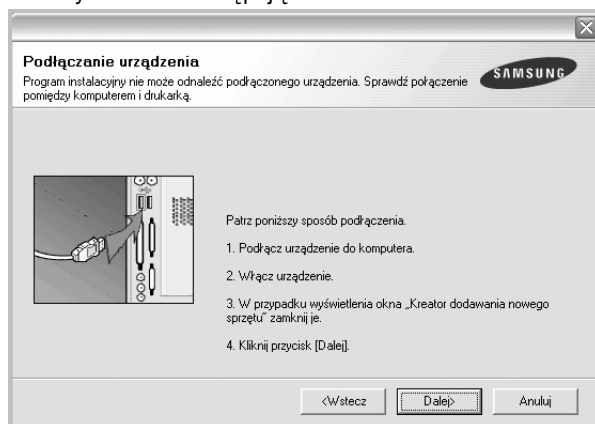 Podłączanie urządzenia
Program instalacyjny nie może odnaleźć podłączonego urządzenia. Sprawdź połączenie
pomiędzy komputerem i drukarką.
SAMSUNG
Patrz poniższy sposób podłączenia.
1. Podłącz urządzenie do komputera.
2. Włącz urządzenie.
3. W przypadku wyświetlenia okna „Kreator dodawania nowego
sprzętu” zamknij je.
4. Kliknij przycisk [Dalej].
<Wstecz
Dalej>
Anuluj